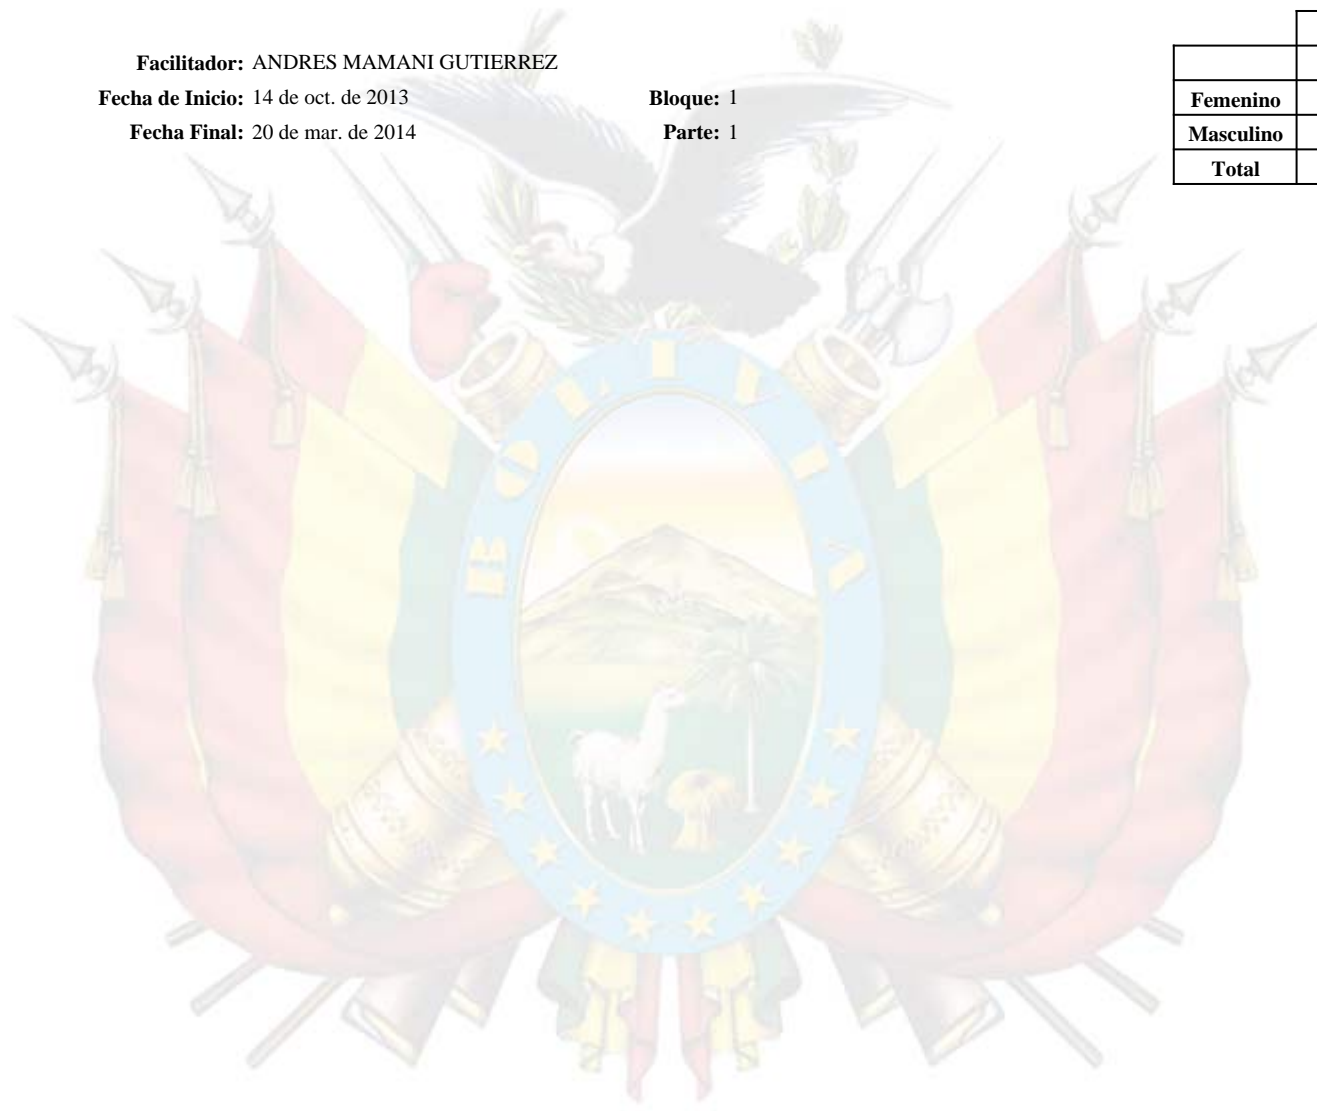 Facilitador: ANDRES MAMANI GUTIERREZ
Fecha de Inicio: 14 de oct. de 2013 Bloque: 1
Fecha Final: 20 de mar. de 2014 Parte: 1
Femenino
Masculino
Total
BOLIVIA